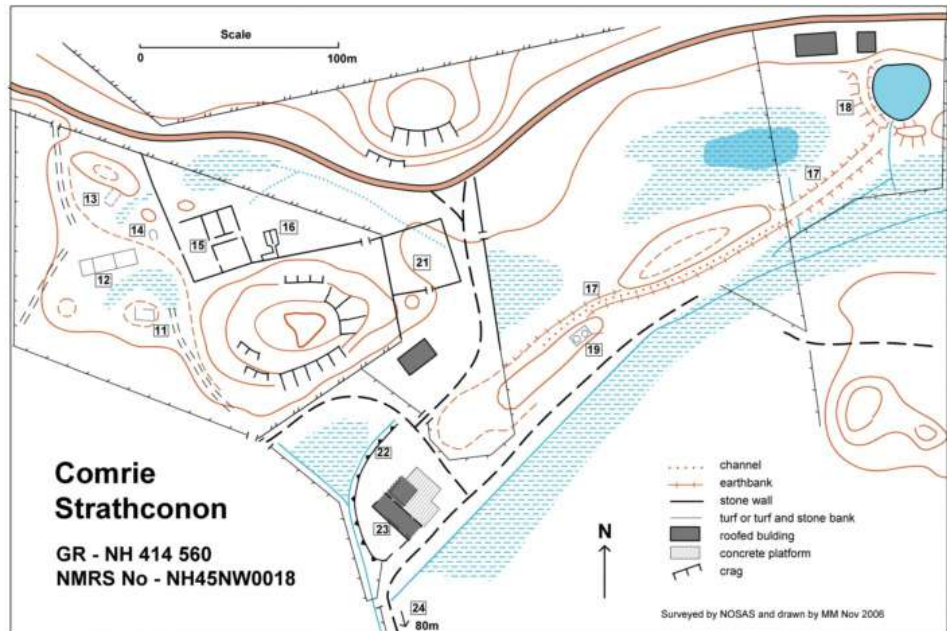 Scale
0 100m
18
17
13
14
15
16
12
21
11
17
19
22
23
24
80m
Comrie
Strathconon
GR - NH 414 560
NMRS No - NH45NW0018
N
channel
earthbank
stone wall
turf or turf and stone bank
roofed bulding
concrete platform
crag
Surveyed by NOSAS and drawn by MM Nov 2006